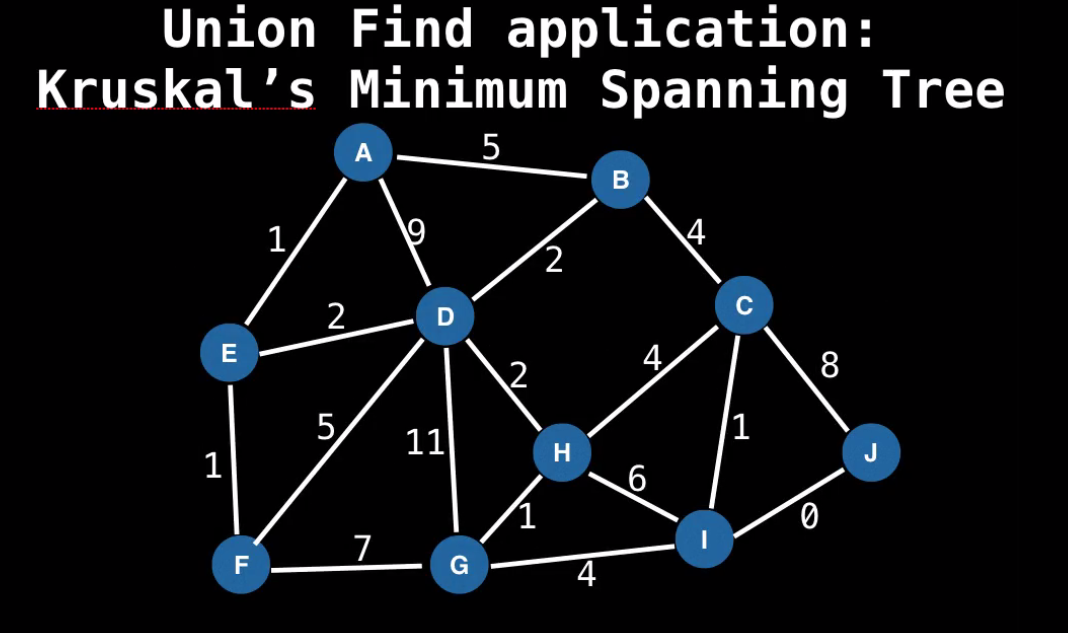 Union Find application:
Kruskal’s Minimum Spanning Tree
A
5
B
1
9
2
4
C
2
D
E
2
4
8
5
11
1
H
J
1
6
1
0
I
F
7
G
4